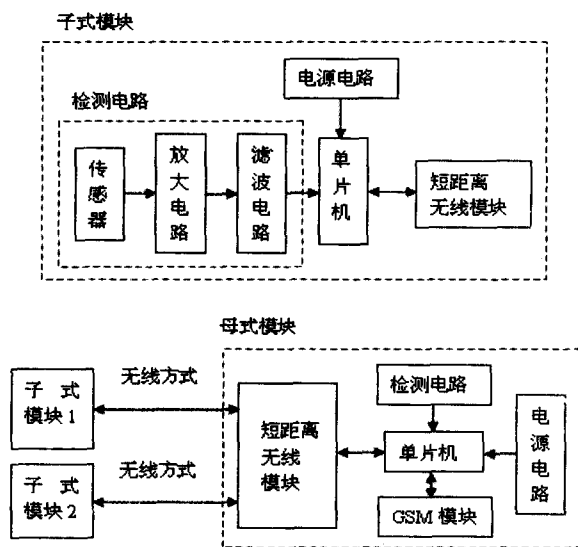 子式模块
电源电路
检测电路
传感器
放大电路
滤波电路
单片机
短距离
无线模块
母式模块
子 式
模块1
无线方式
子 式
模块2
无线方式
短距离
无线
模块
检测电路
单片机
GSM 模块
电源电路